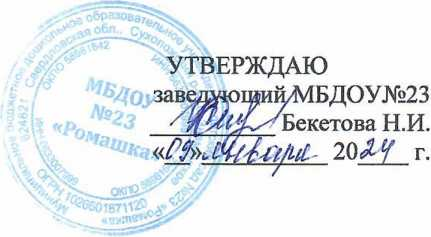 УТВЕРЖДАЮ
заведующий МБДОУ№23
Бекетова Н.И.
«09» января 2024 г.
МБДОУ
№23
«Ромашка»